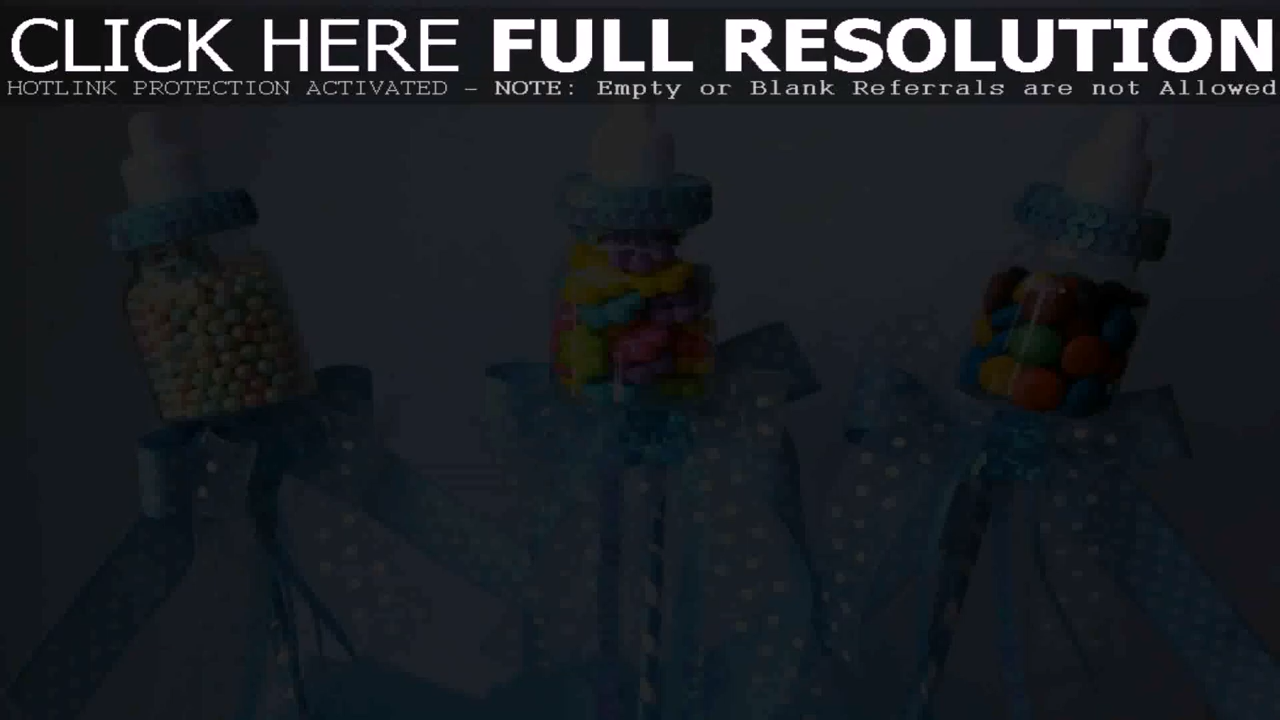 CLICK HERE FULL RESOLUTION
HOTLINK PROTECTION ACTIVATED - NOTE: Empty or Blank Referrals are not Allowed